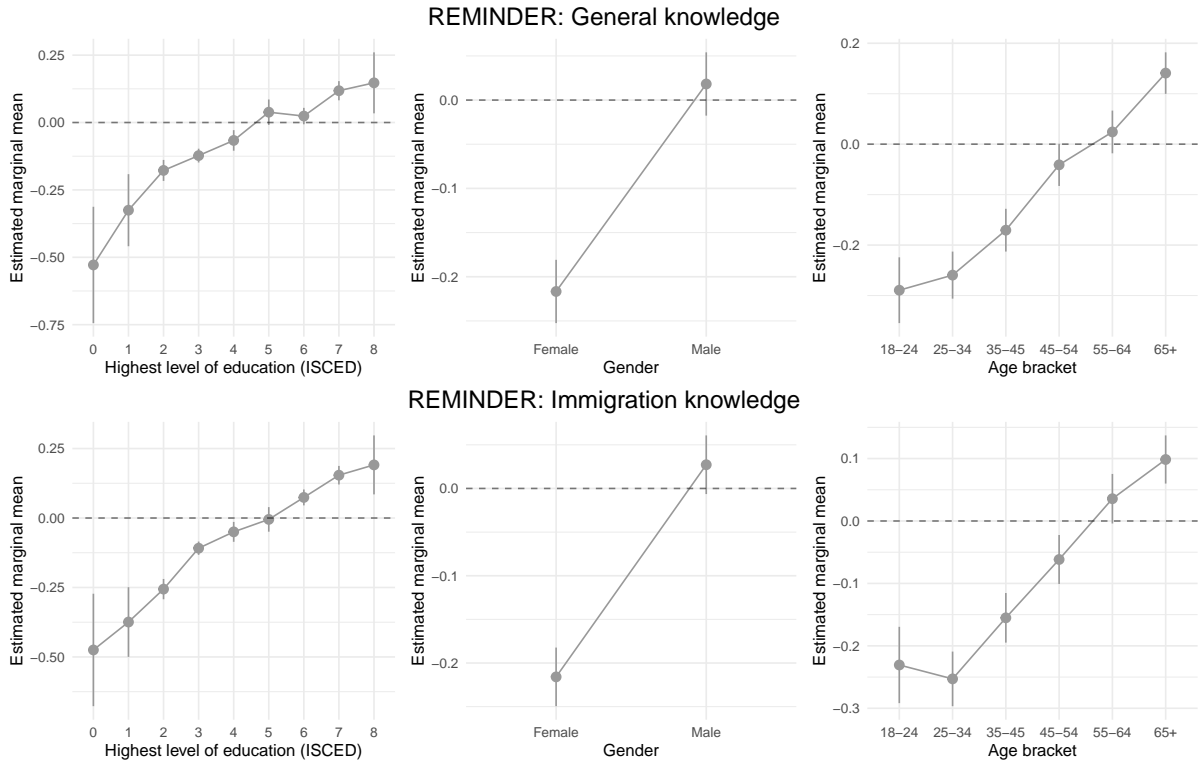 REMINDER: General knowledge
Estimated marginal mean
0.25
0.00
−0.25
−0.50
−0.75
0 1 2 3 4 5 6 7 8
Highest level of education (ISCED)
Estimated marginal mean
0.0
−0.1
−0.2
Female Male
Gender
Estimated marginal mean
0.2
0.0
−0.2
18−24 25−34 35−45 45−54 55−64 65+
Age bracket
REMINDER: Immigration knowledge
Estimated marginal mean
0.25
0.00
−0.25
−0.50
0 1 2 3 4 5 6 7 8
Highest level of education (ISCED)
Estimated marginal mean
0.0
−0.1
−0.2
Female Male
Gender
Estimated marginal mean
0.1
0.0
−0.1
−0.2
−0.3
18−24 25−34 35−45 45−54 55−64 65+
Age bracket